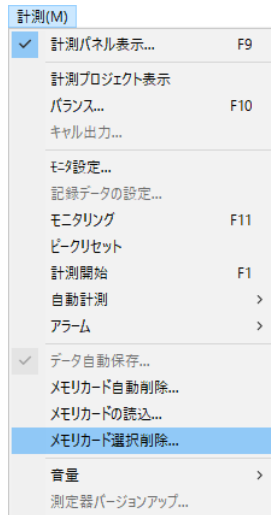 計測(M)
計測パネル表示... F9
計測プロジェクト表示
バランス... F10
キャル出力...
ﾓﾆﾀ設定...
記録データの設定...
モニタリング F11
ピークリセット
計測開始 F1
自動計測
アラーム
データ自動保存...
メモリカード自動削除...
メモリカードの読込...
メモリカード選択削除...
音量
測定器バージョンアップ...